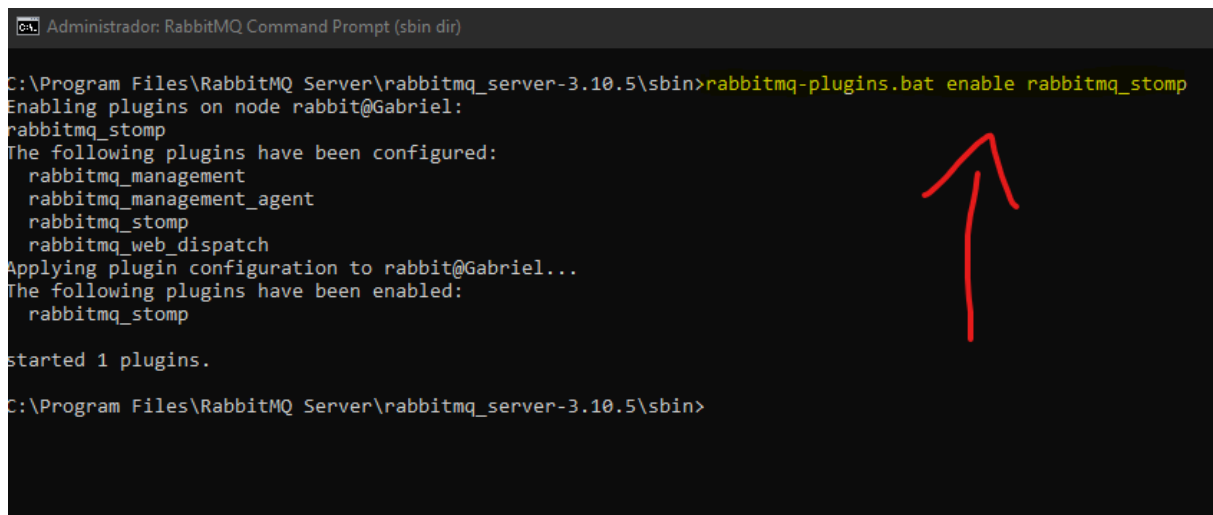 Administrador: RabbitMQ Command Prompt (sbin dir)
C:\Program Files\RabbitMQ Server\rabbitmq_server-3.10.5\sbin>rabbitmq-plugins.bat enable rabbitmq_stomp
Enabling plugins on node rabbit@Gabriel:
rabbitmq_stomp
The following plugins have been configured:
  rabbitmq_management
  rabbitmq_management_agent
  rabbitmq_stomp
  rabbitmq_web_dispatch
Applying plugin configuration to rabbit@Gabriel...
The following plugins have been enabled:
  rabbitmq_stomp
started 1 plugins.
C:\Program Files\RabbitMQ Server\rabbitmq_server-3.10.5\sbin>